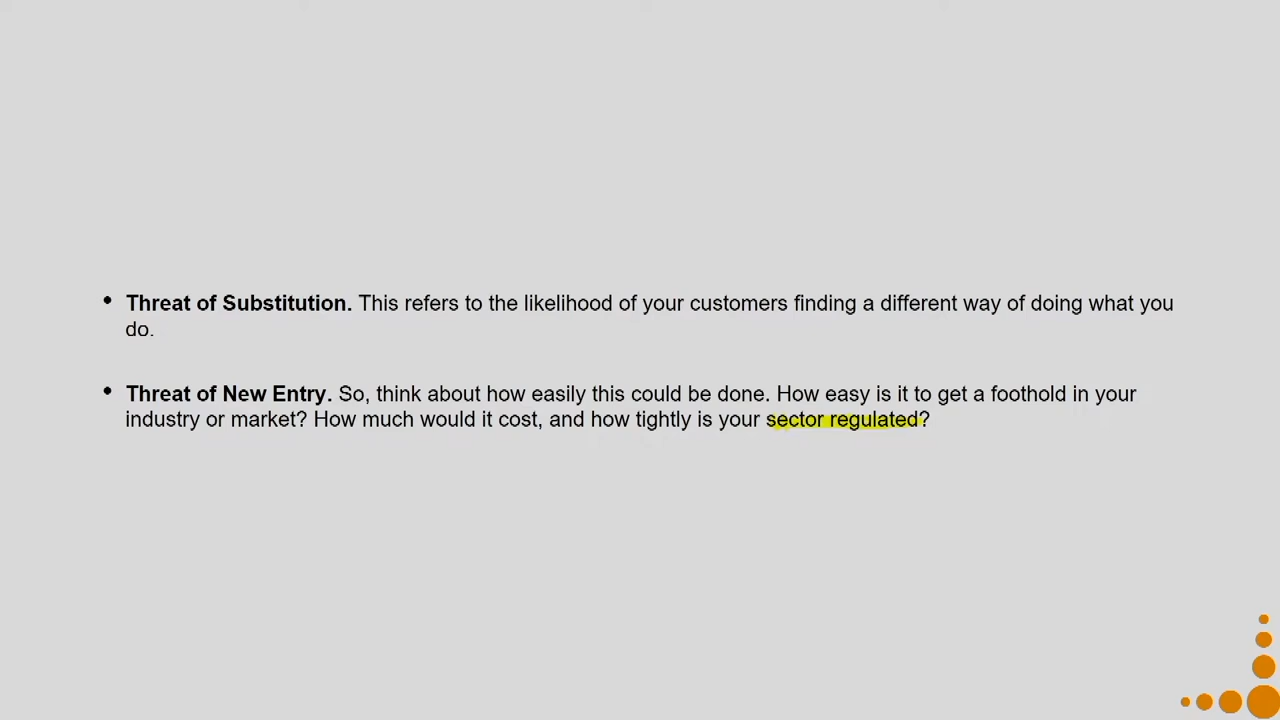 • Threat of Substitution. This refers to the likelihood of your customers finding a different way of doing what you
do.
• Threat of New Entry. So, think about how easily this could be done. How easy is it to get a foothold in your
industry or market? How much would it cost, and how tightly is your sector regulated?